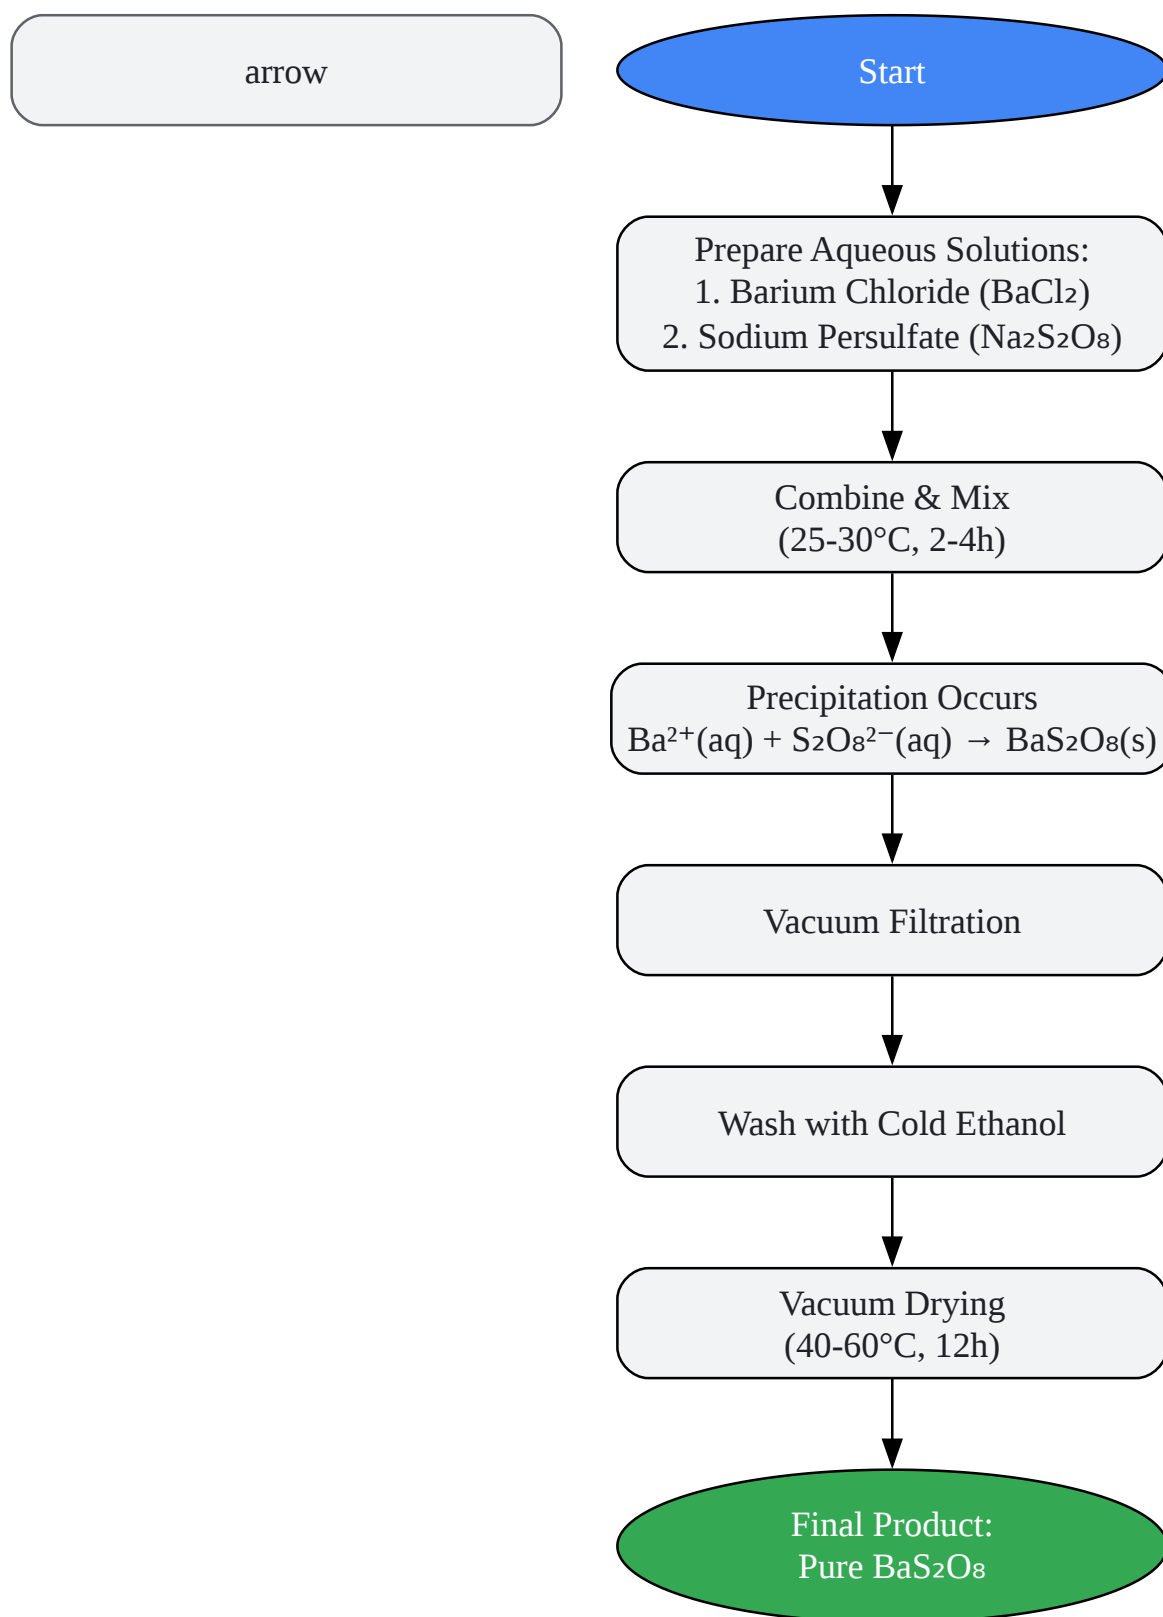 arrow
Start
Prepare Aqueous Solutions:
1. Barium Chloride (BaCl₂)
2. Sodium Persulfate (Na₂S₂O₈)
Combine & Mix
(25-30°C, 2-4h)
Precipitation Occurs
Ba²⁺(aq) + S₂O₈²⁻(aq) → BaS₂O₈(s)
Vacuum Filtration
Wash with Cold Ethanol
Vacuum Drying
(40-60°C, 12h)
Final Product:
Pure BaS₂O₈